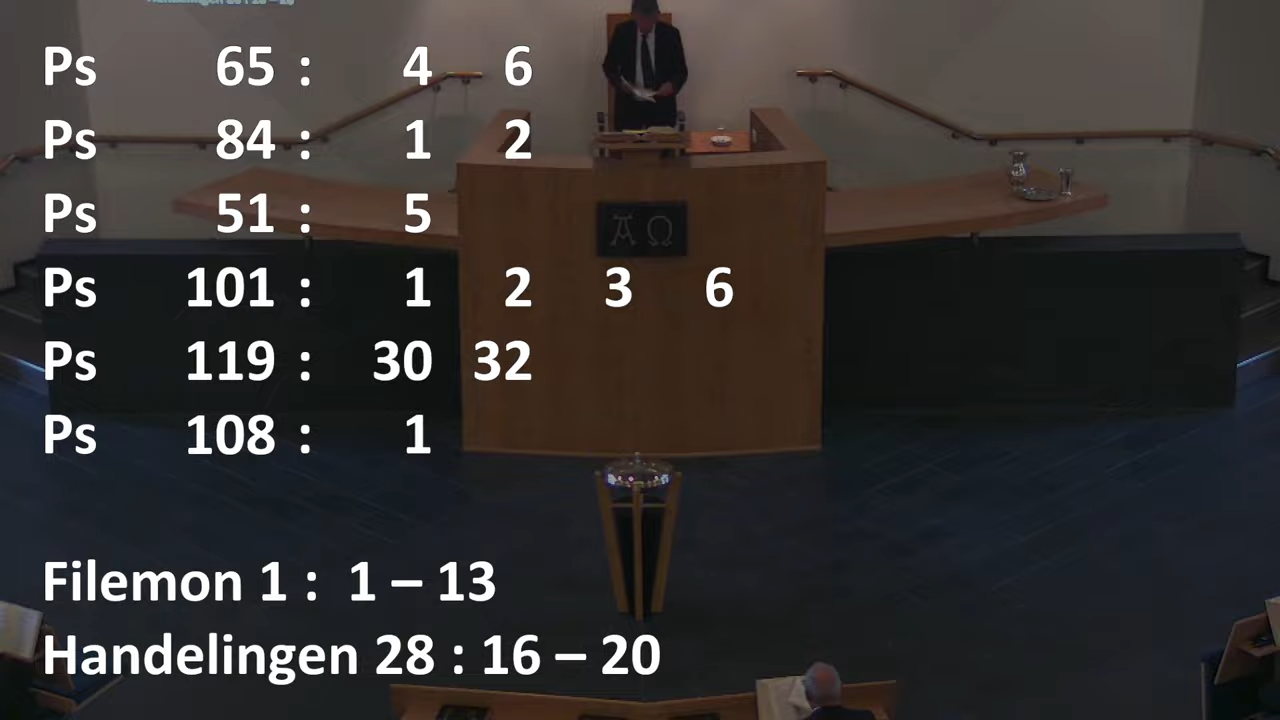 Ps 65 : 4 6
Ps 84 : 1 2
Ps 51 : 5
Ps 101 : 1 2 3 6
Ps 119 : 30 32
Ps 108 : 1
Α Ω
Filemon 1 : 1 – 13
Handelingen 28 : 16 – 20